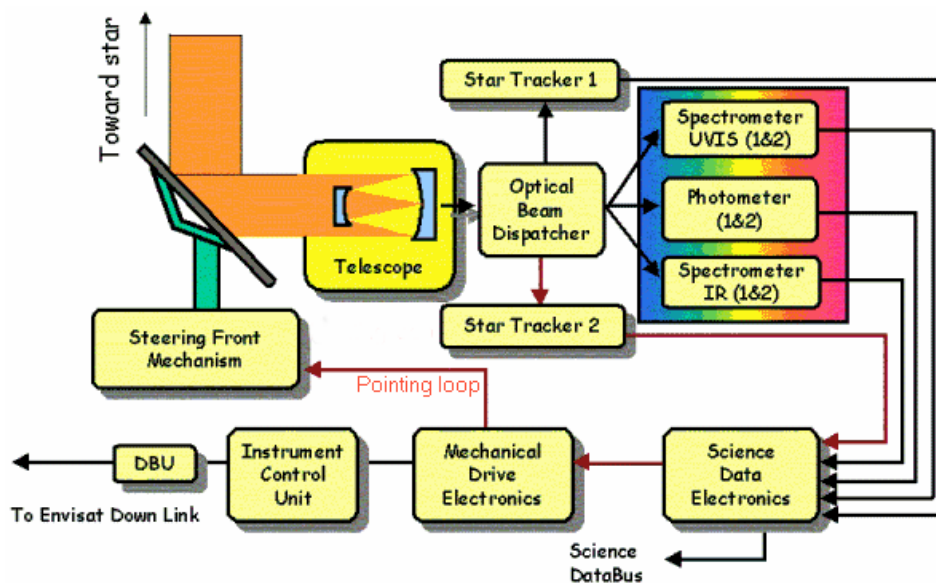 Toward star
Star Tracker 1
Spectrometer
UVIS (1&2)
Optical
Beam
Dispatcher
Photometer
(1&2)
Telescope
Spectrometer
IR (1&2)
Steering Front
Mechanism
Star Tracker 2
Pointing loop
DBU
Instrument
Control
Unit
Mechanical
Drive
Electronics
Science
Data
Electronics
To Envisat Down Link
Science
DataBus